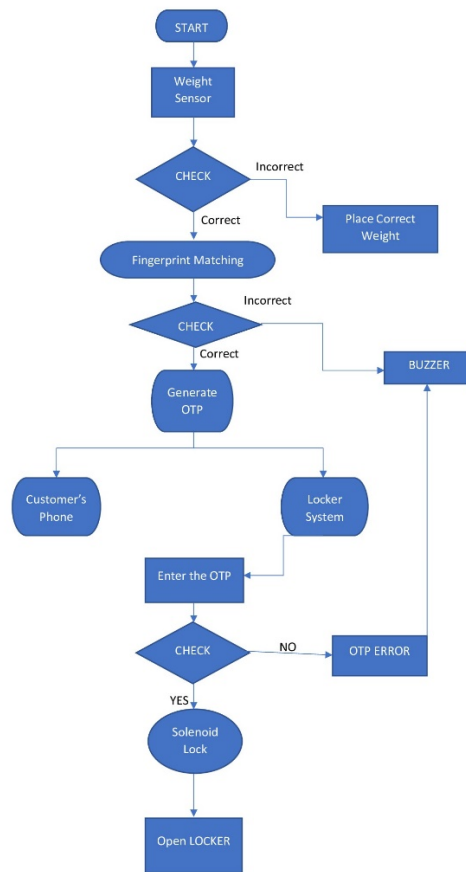 START
Weight
Sensor
CHECK
Incorrect
Correct
Place Correct
Weight
Fingerprint Matching
Incorrect
CHECK
Correct
BUZZER
Generate
OTP
Customer's
Phone
Locker
System
Enter the OTP
CHECK
NO
OTP ERROR
YES
Solenoid
Lock
Open LOCKER